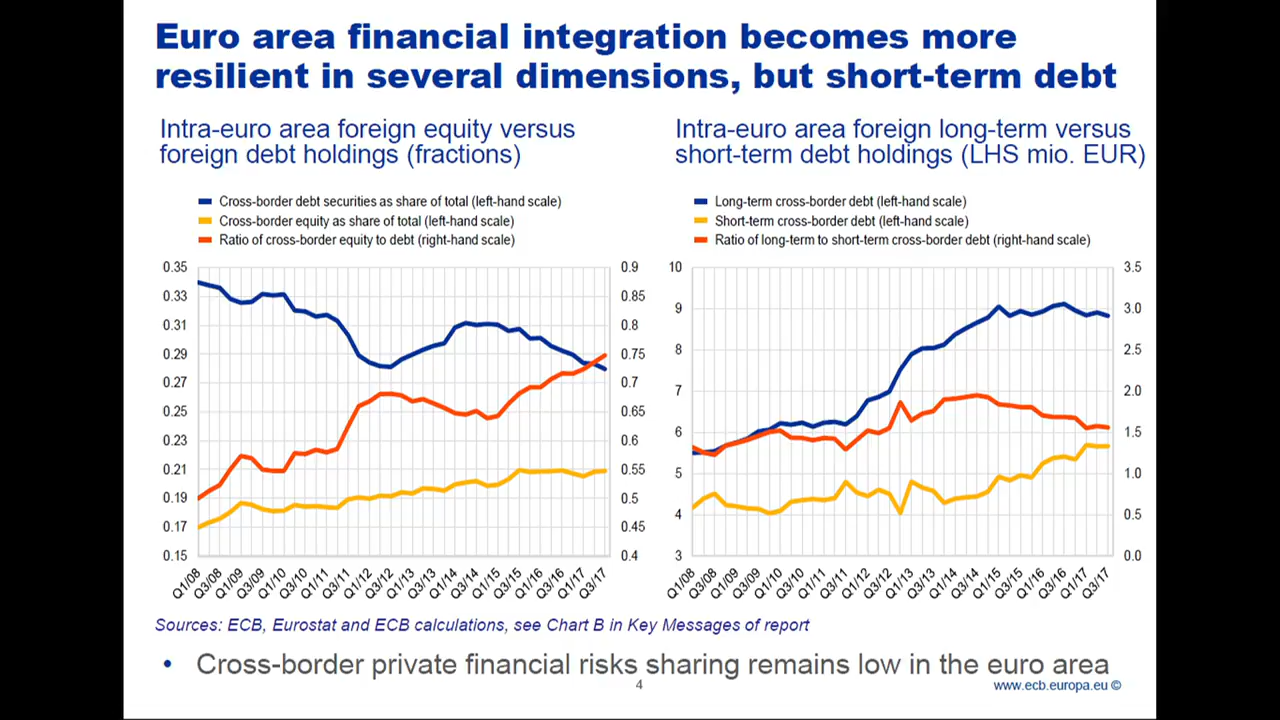 Euro area financial integration becomes more
resilient in several dimensions, but short-term debt
Intra-euro area foreign equity versus
foreign debt holdings (fractions)
Cross-border debt securities as share of total (left-hand scale)
Cross-border equity as share of total (left-hand scale)
Ratio of cross-border equity to debt (right-hand scale)
0.35
0.33
0.31
0.29
0.27
0.25
0.23
0.21
0.19
0.17
0.15
0.9
0.85
0.8
0.75
0.7
0.65
0.6
0.55
0.5
0.45
0.4
Q1/08 Q3/08 Q1/09 Q3/09 Q1/10 Q3/10 Q1/11 Q3/11 Q1/12 Q3/12 Q1/13 Q3/13 Q1/14 Q3/14 Q1/15 Q3/15 Q1/16 Q3/16 Q1/17 Q3/17
Intra-euro area foreign long-term versus
short-term debt holdings (LHS mio. EUR)
Long-term cross-border debt (left-hand scale)
Short-term cross-border debt (left-hand scale)
Ratio of long-term to short-term cross-border debt (right-hand scale)
10
9
8
7
6
5
4
3
3.5
3.0
2.5
2.0
1.5
1.0
0.5
0.0
Q1/08 Q3/08 Q1/09 Q3/09 Q1/10 Q3/10 Q1/11 Q3/11 Q1/12 Q3/12 Q1/13 Q3/13 Q1/14 Q3/14 Q1/15 Q3/15 Q1/16 Q3/16 Q1/17 Q3/17
Sources: ECB, Eurostat and ECB calculations, see Chart B in Key Messages of report
• Cross-border private financial risks sharing remains low in the euro area
4
www.ecb.europa.eu ©